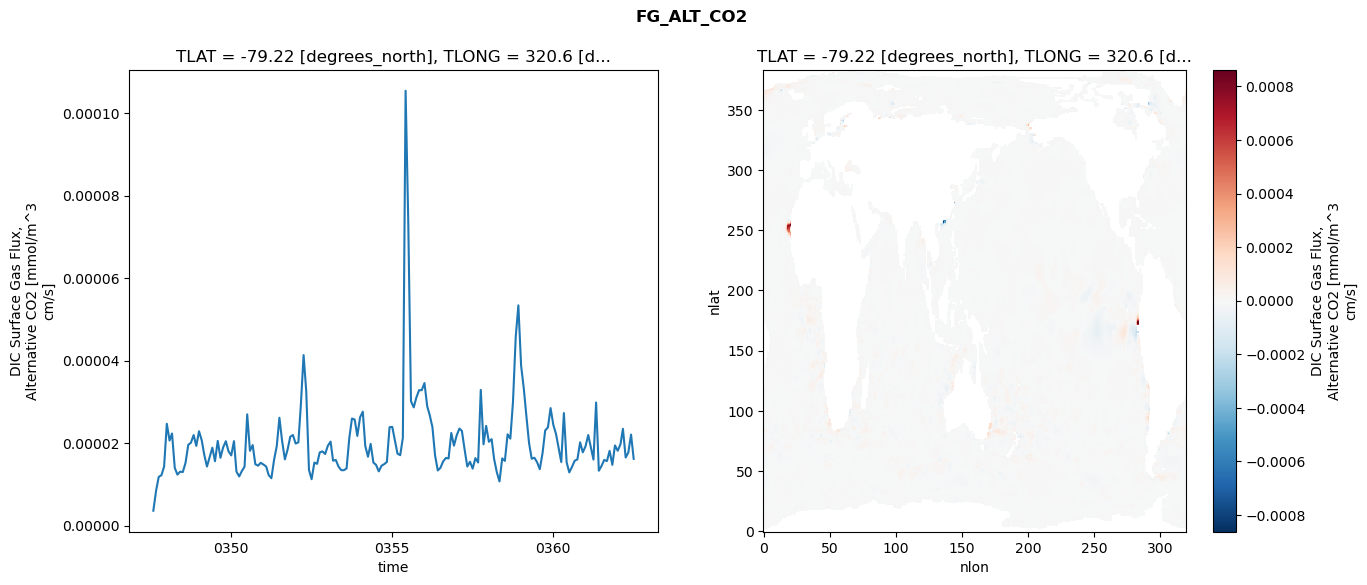 FG_ALT_CO2
TLAT = -79.22 [degrees_north], TLONG = 320.6 [d...
0.00010
0.00008
0.00006
0.00004
0.00002
0.00000
DIC Surface Gas Flux,
Alternative CO2 [mmol/m^3
cm/s]
0350
0355
0360
time
TLAT = -79.22 [degrees_north], TLONG = 320.6 [d...
350
300
250
200
150
100
50
0
nlat
0
50
100
150
200
250
300
nlon
0.0008
0.0006
0.0004
0.0002
0.0000
−0.0002
−0.0004
−0.0006
−0.0008
DIC Surface Gas Flux,
Alternative CO2 [mmol/m^3
cm/s]